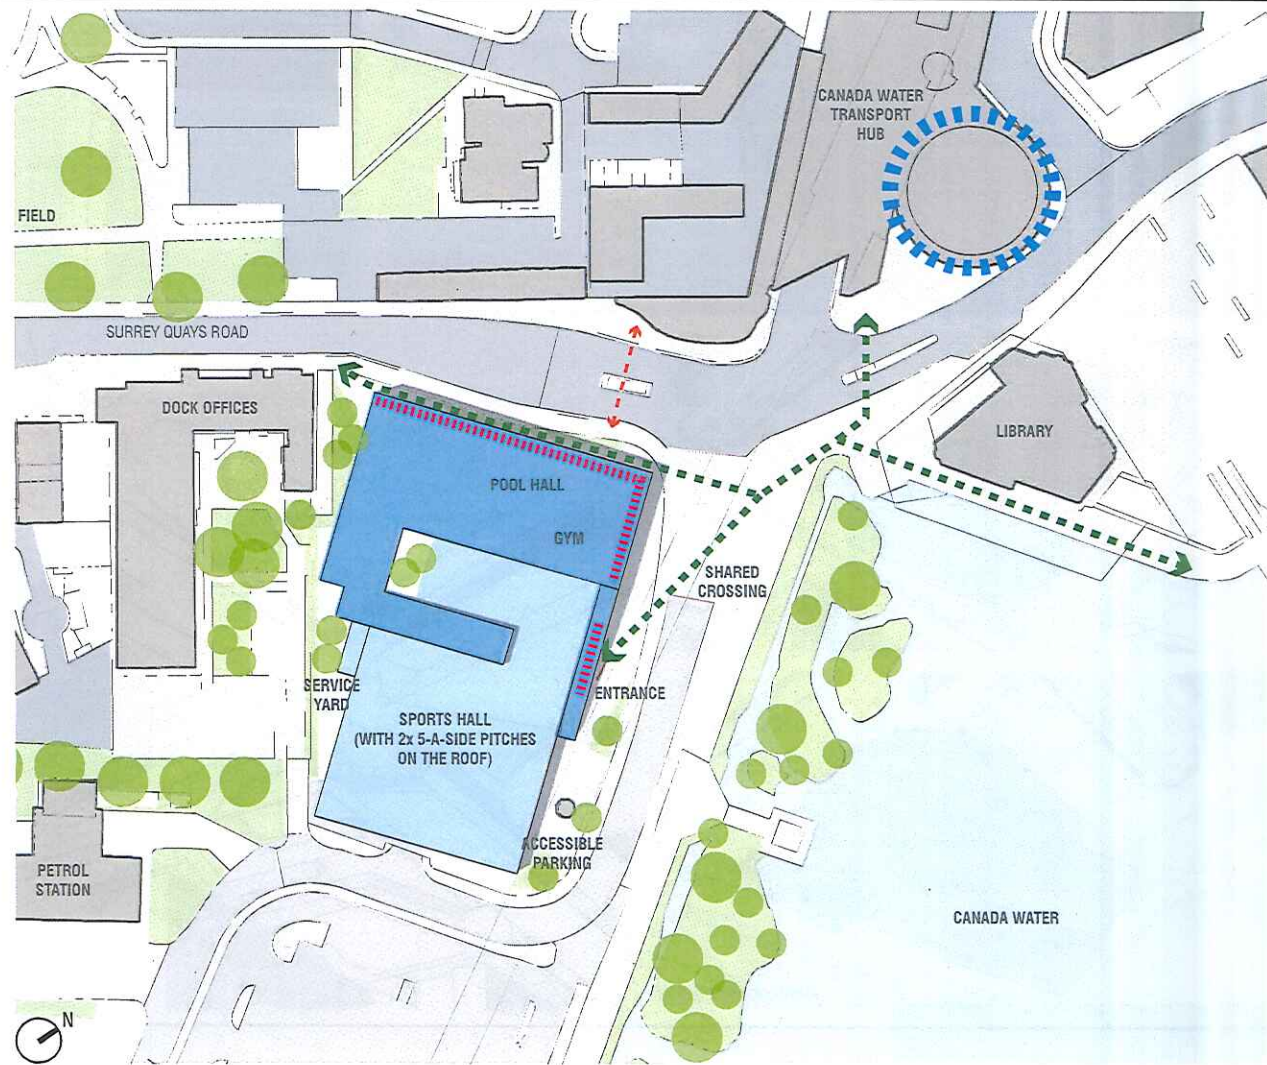 CANADA WATER
TRANSPORT
HUB
FIELD
SURREY QUAYS ROAD
DOCK OFFICES
LIBRARY
POOL HALL
GYM
SHARED
CROSSING
SERVICE
YARD
ENTRANCE
SPORTS HALL
(WITH 2x 5-A-SIDE PITCHES
ON THE ROOF)
ACCESSIBLE
PARKING
PETROL
STATION
CANADA WATER
N